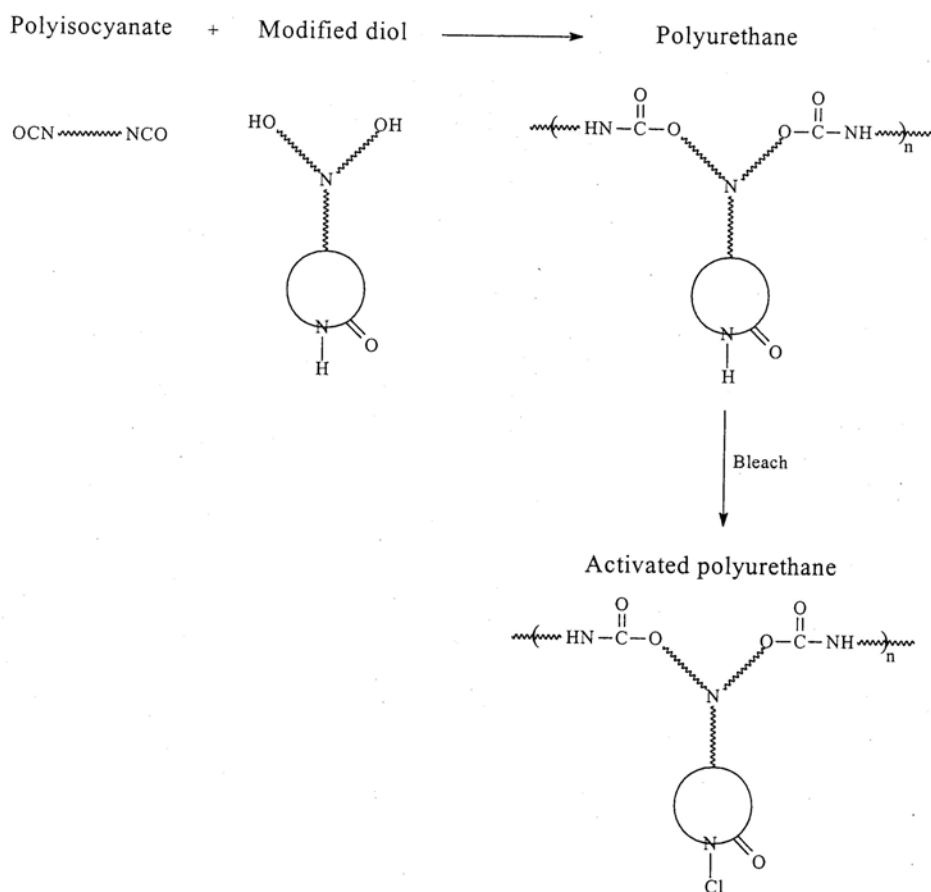 Polyisocyanate + Modified diol Polyurethane
OCN NCO
HO OH
N
N
H
O
HN C O O C NH n
O O
N
N
H
O
Bleach
Activated polyurethane
O O
HN C O O C NH n
N
N
O
Cl